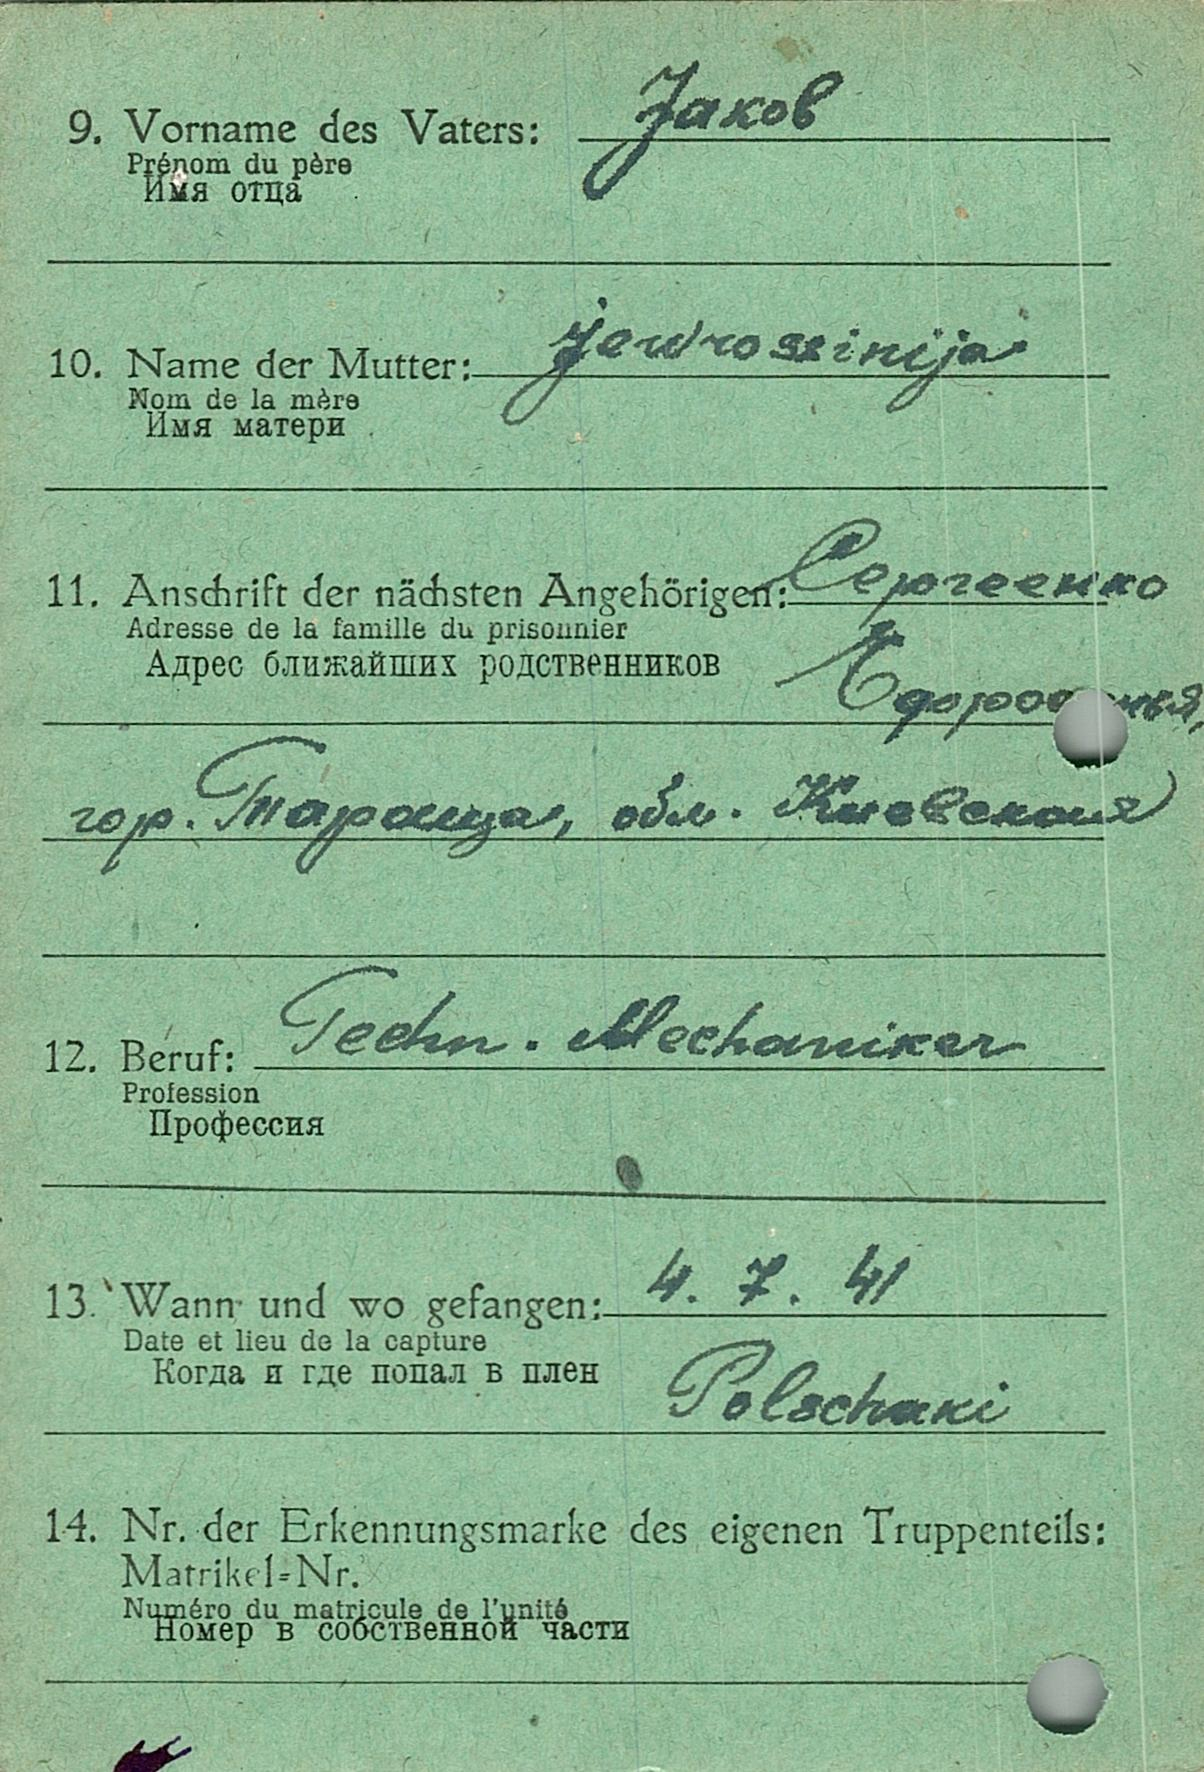 9. Vorname des Vaters: Jаков
Prénom du père
Имя отца
10. Name der Mutter: Jewrossinija
Nom de la mère
Имя матери
11. Anschrift der nächsten Angehörigen: Сергеенко
Adresse de la famille du prisonnier
Адрес ближайших родственников
гор. Тараща, обл. Киевская
12. Beruf: Techn. Mechaniker
Profession
Профессия
13. Wann und wo gefangen: 4. 7. 41
Date et lieu de la capture
Когда и где попал в плен
Polschaki
14. Nr. der Erkennungsmarke des eigenen Truppenteils:
Matrikel=Nr.
Numéro du matricule de l'unité
Номер в собственной части